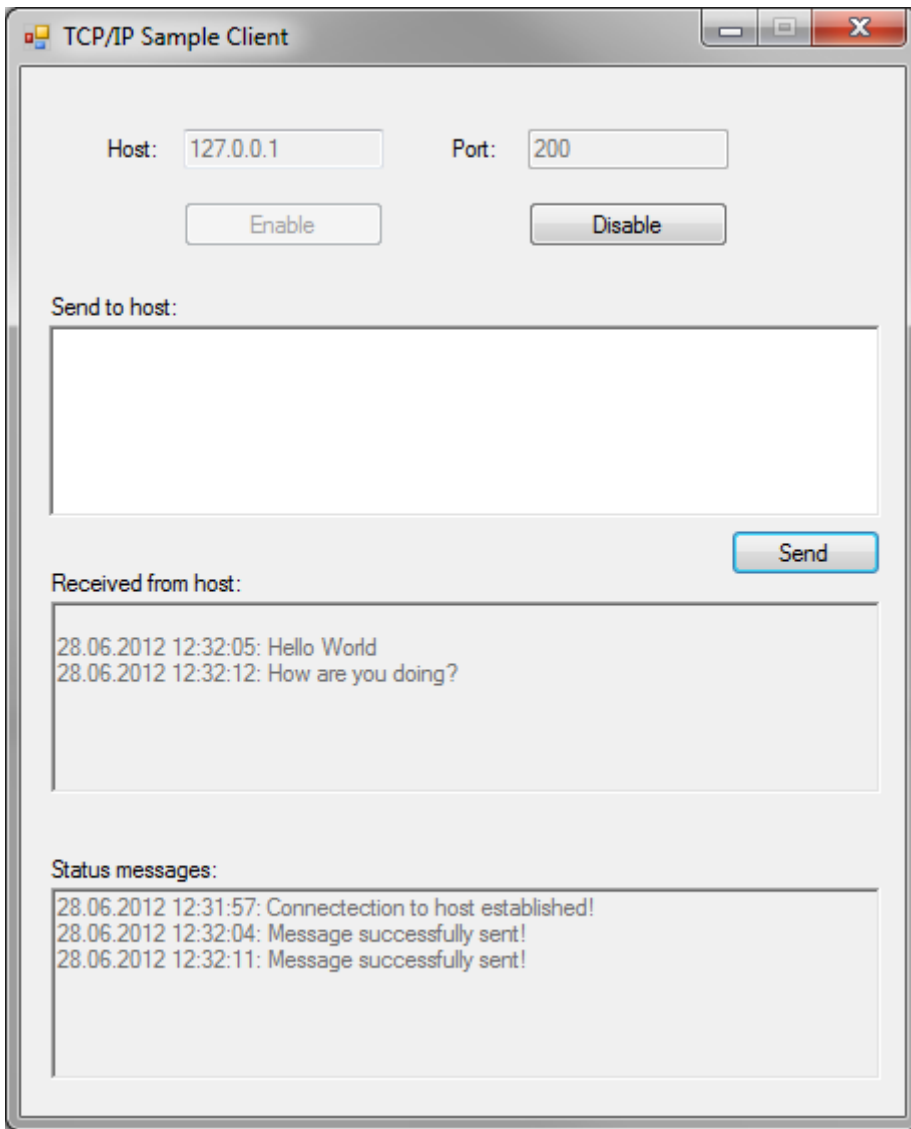 TCP/IP Sample Client
Host: 127.0.0.1 Port: 200
Enable Disable
Send to host:
Send
Received from host:
28.06.2012 12:32:05: Hello World
28.06.2012 12:32:12: How are you doing?
Status messages:
28.06.2012 12:31:57: Connectection to host established!
28.06.2012 12:32:04: Message successfully sent!
28.06.2012 12:32:11: Message successfully sent!